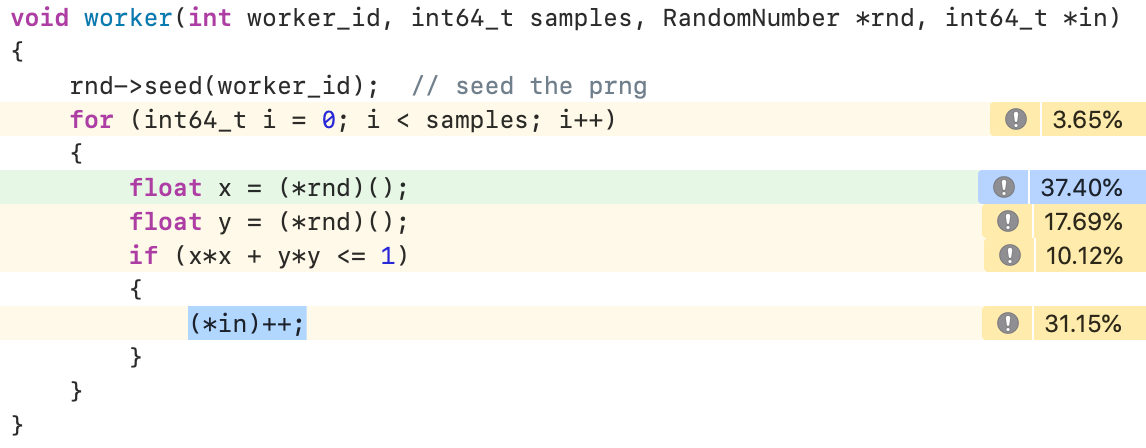 void worker(int worker_id, int64_t samples, RandomNumber *rnd, int64_t *in)
{
    rnd->seed(worker_id);  // seed the prng
    for (int64_t i = 0; i < samples; i++) ! 3.65%
    {
        float x = (*rnd)(); ! 37.40%
        float y = (*rnd)(); ! 17.69%
        if (x*x + y*y <= 1) ! 10.12%
        {
            (*in)++; ! 31.15%
        }
    }
}